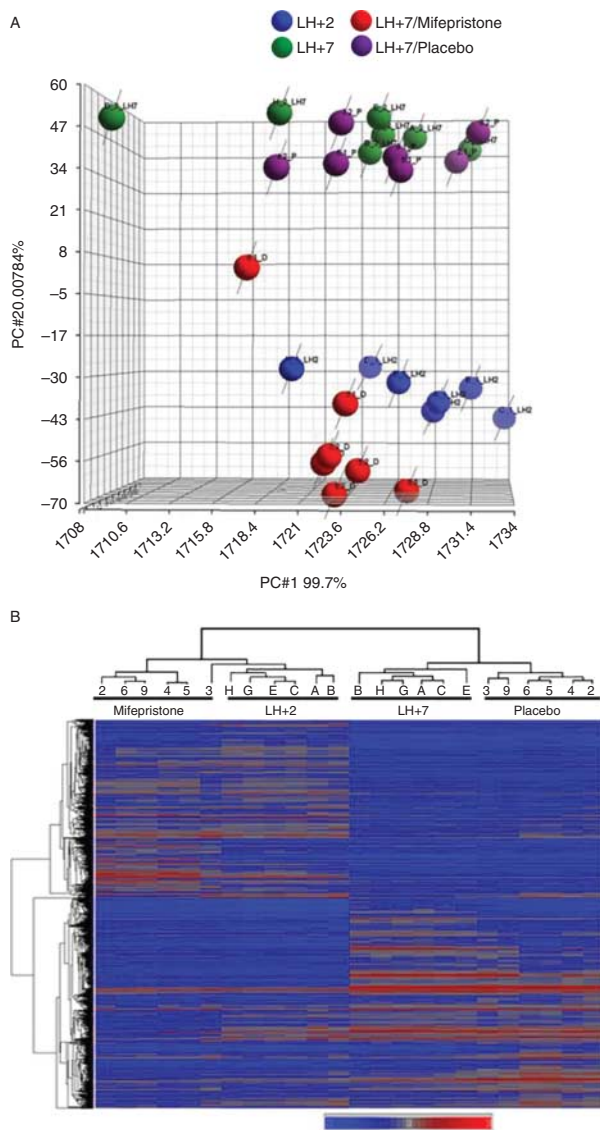 A
LH+2
LH+7/Mifepristone
LH+7
LH+7/Placebo
60
47
34
21
8
–5
–17
–30
–43
–56
–70
PC#20.00784%
1708
1710.6
1713.2
1715.8
1718.4
1721
1723.6
1726.2
1728.8
1731.4
1734
PC#1 99.7%
B
2 6 9 4 5 3 H G E C A B B H G A C E 3 9 6 5 4 2
Mifepristone LH+2 LH+7 Placebo